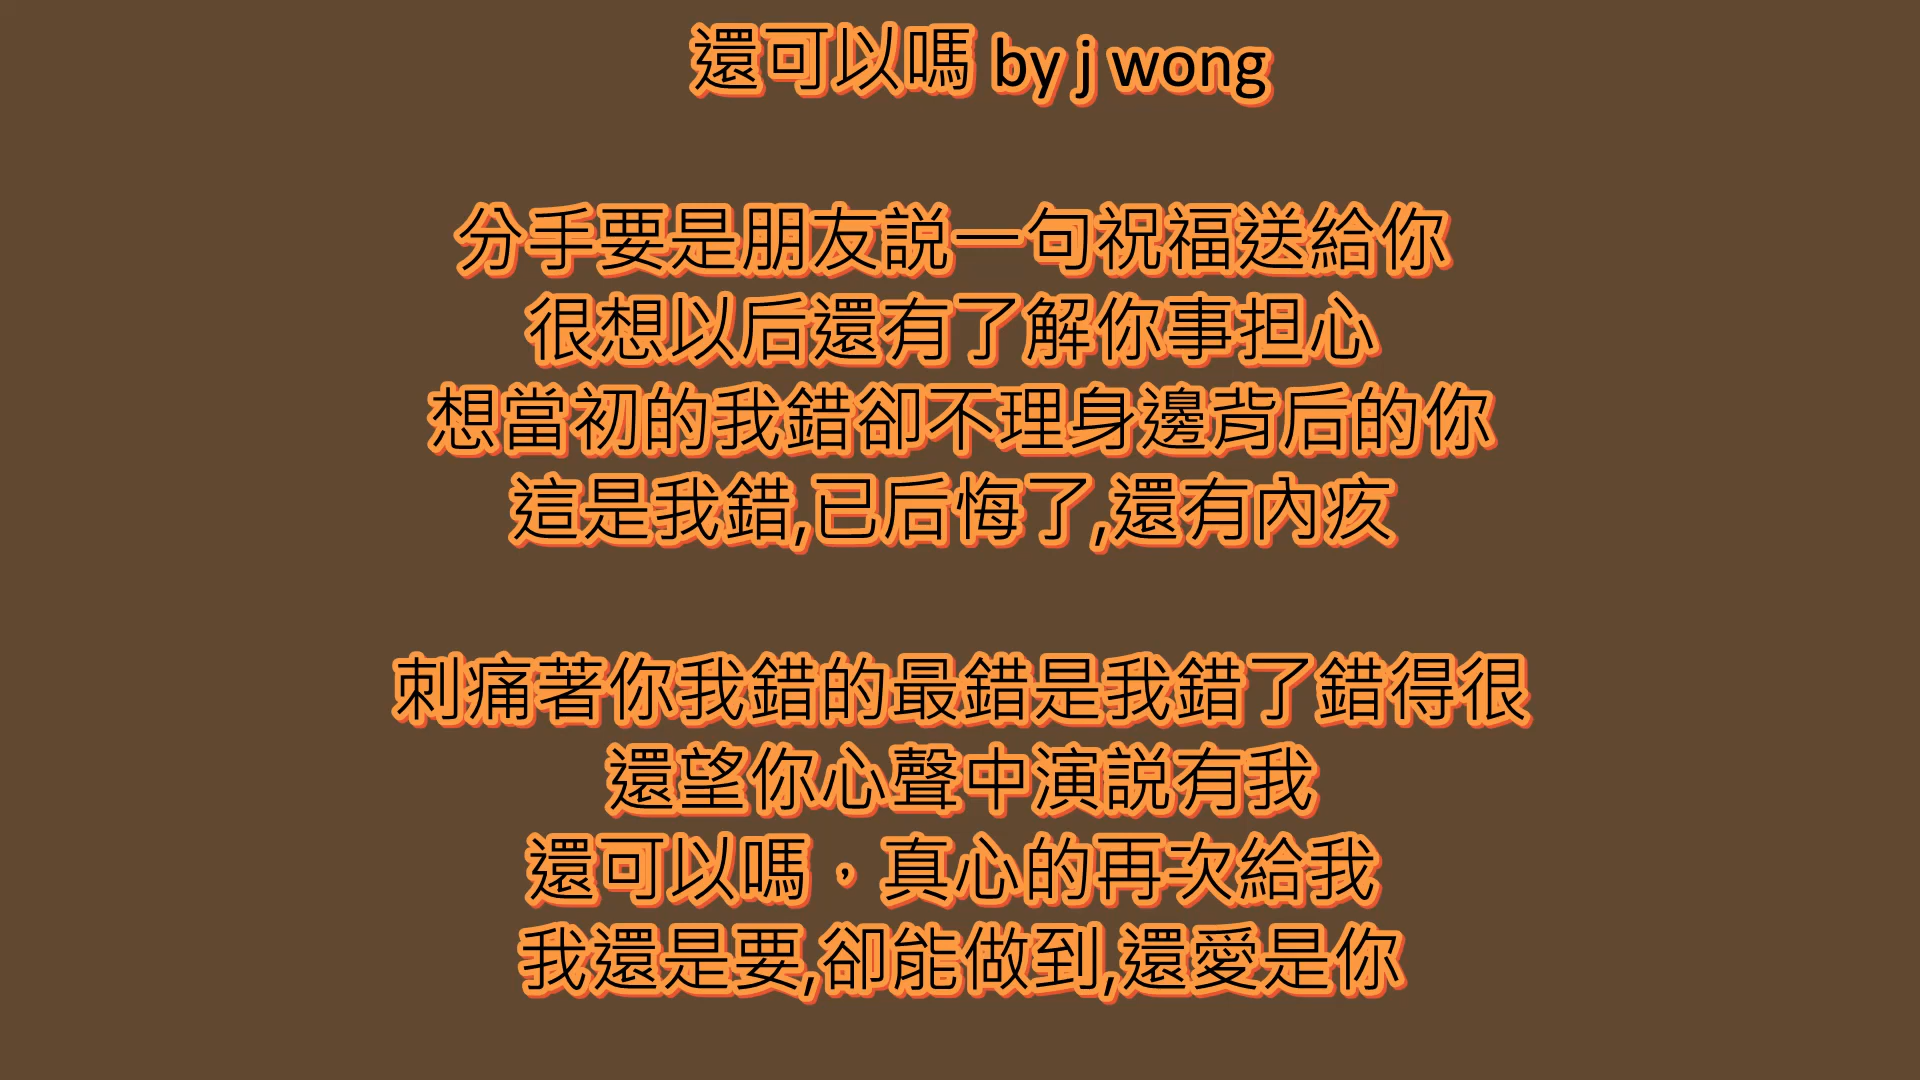 還可以嗎 by j wong
分手要是朋友説一句祝福送給你
很想以后還有了解你事担心
想當初的我錯卻不理身邊背后的你
這是我錯,已后悔了,還有內疚
刺痛著你我錯的最錯是我錯了錯得很
還望你心聲中演説有我
還可以嗎，真心的再次給我
我還是要,卻能做到,還愛是你